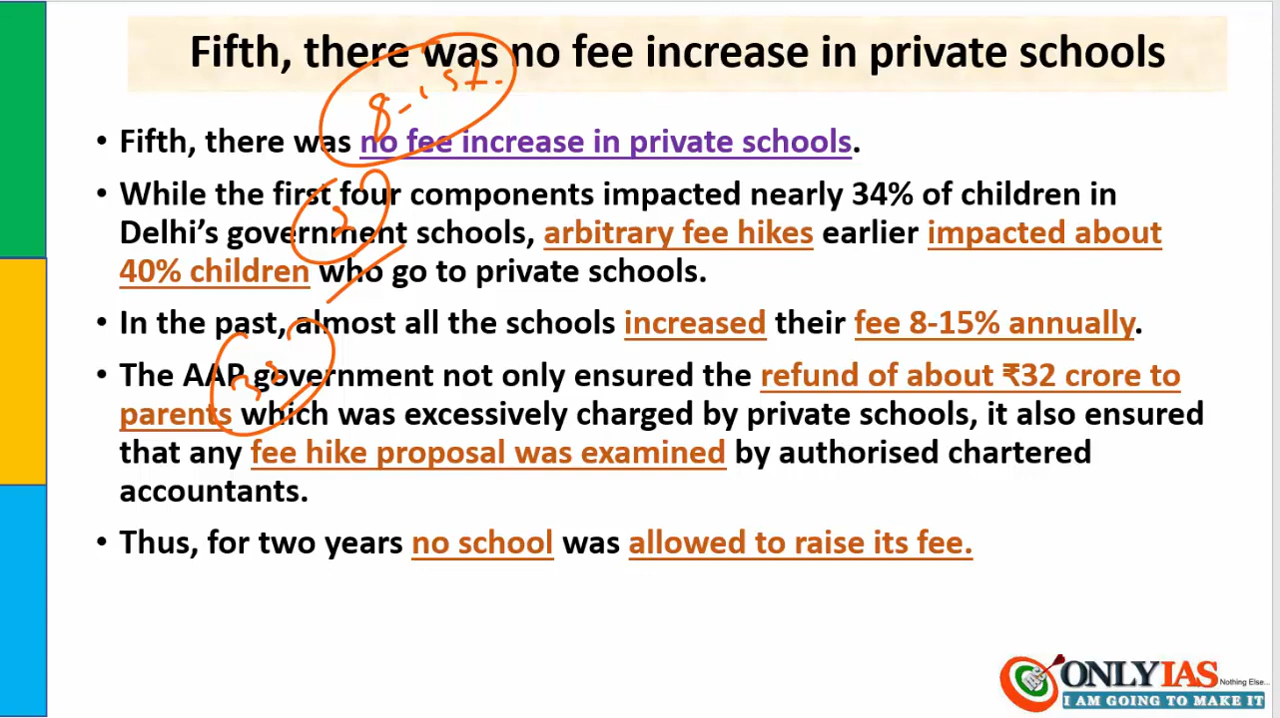 Fifth, there was no fee increase in private schools
8-15%.
• Fifth, there was no fee increase in private schools.
• While the first four components impacted nearly 34% of children in
Delhi’s government schools, arbitrary fee hikes earlier impacted about
40% children who go to private schools.
• In the past, almost all the schools increased their fee 8-15% annually.
• The AAP government not only ensured the refund of about ₹32 crore to
parents which was excessively charged by private schools, it also ensured
that any fee hike proposal was examined by authorised chartered
accountants.
• Thus, for two years no school was allowed to raise its fee.
ONLY IAS
Nothing Else...
I AM GOING TO MAKE IT